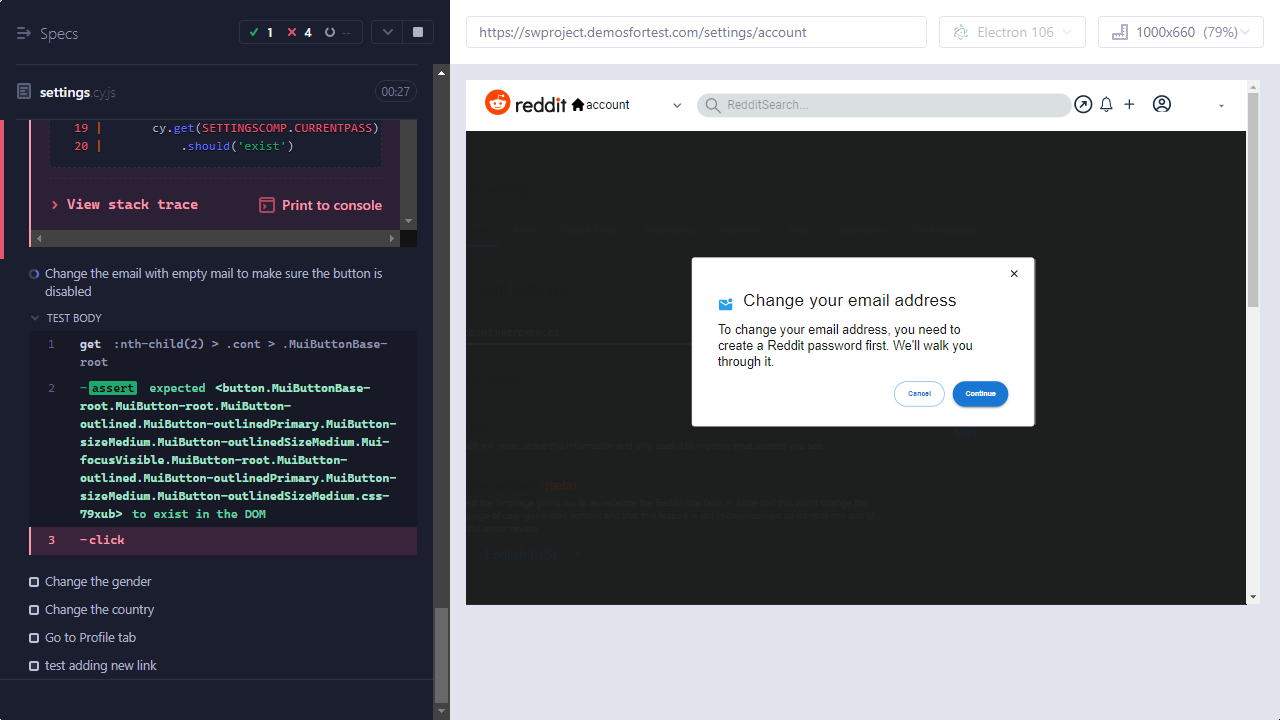 Specs
1
4
--
settings.cy.js
00:27
19 | cy.get(SETTINGSCOMP.CURRENTPASS)
20 | .should('exist')
View stack trace
Print to console
Change the email with empty mail to make sure the button is
disabled
TEST BODY
1 get :nth-child(2) > .cont > .MuiButtonBase-
root
2 -assert expected <button.MuiButtonBase-
root.MuiButton-root.MuiButton-
outlined.MuiButton-outlinedPrimary.MuiButton-
sizeMedium.MuiButton-outlinedSizeMedium.Mui-
focusVisible.MuiButton-root.MuiButton-
outlined.MuiButton-outlinedPrimary.MuiButton-
sizeMedium.MuiButton-outlinedSizeMedium.css-
79xub> to exist in the DOM
3 -click
Change the gender
Change the country
Go to Profile tab
test adding new link
https://swproject.demosfortest.com/settings/account
Electron 106
1000x660 (79%)
reddit
account
RedditSearch...
Change your email address
To change your email address, you need to
create a Reddit password first. We'll walk you
through it.
Cancel
Continue